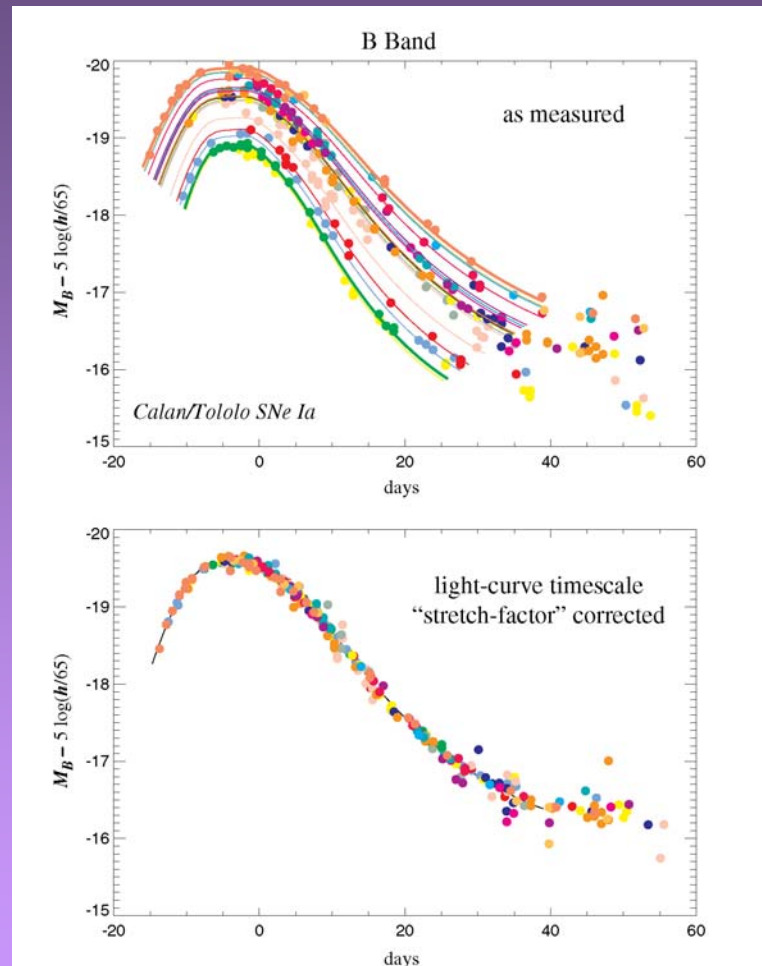 B Band
-20
as measured
-19
-18
M_B – 5 log(h/65)
-17
-16
Calan/Tololo SNe Ia
-15
-20 0 20 40 60
days
-20
light-curve timescale
“stretch-factor” corrected
-19
-18
M_B – 5 log(h/65)
-17
-16
-15
-20 0 20 40 60
days